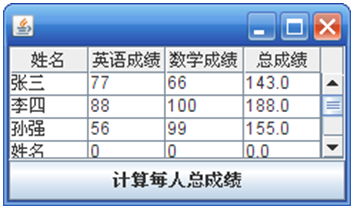 姓名 英语成绩 数学成绩 总成绩
张三 77 66 143.0
李四 88 100 188.0
孙强 56 99 155.0
姓名 0 0 0.0
计算每人总成绩